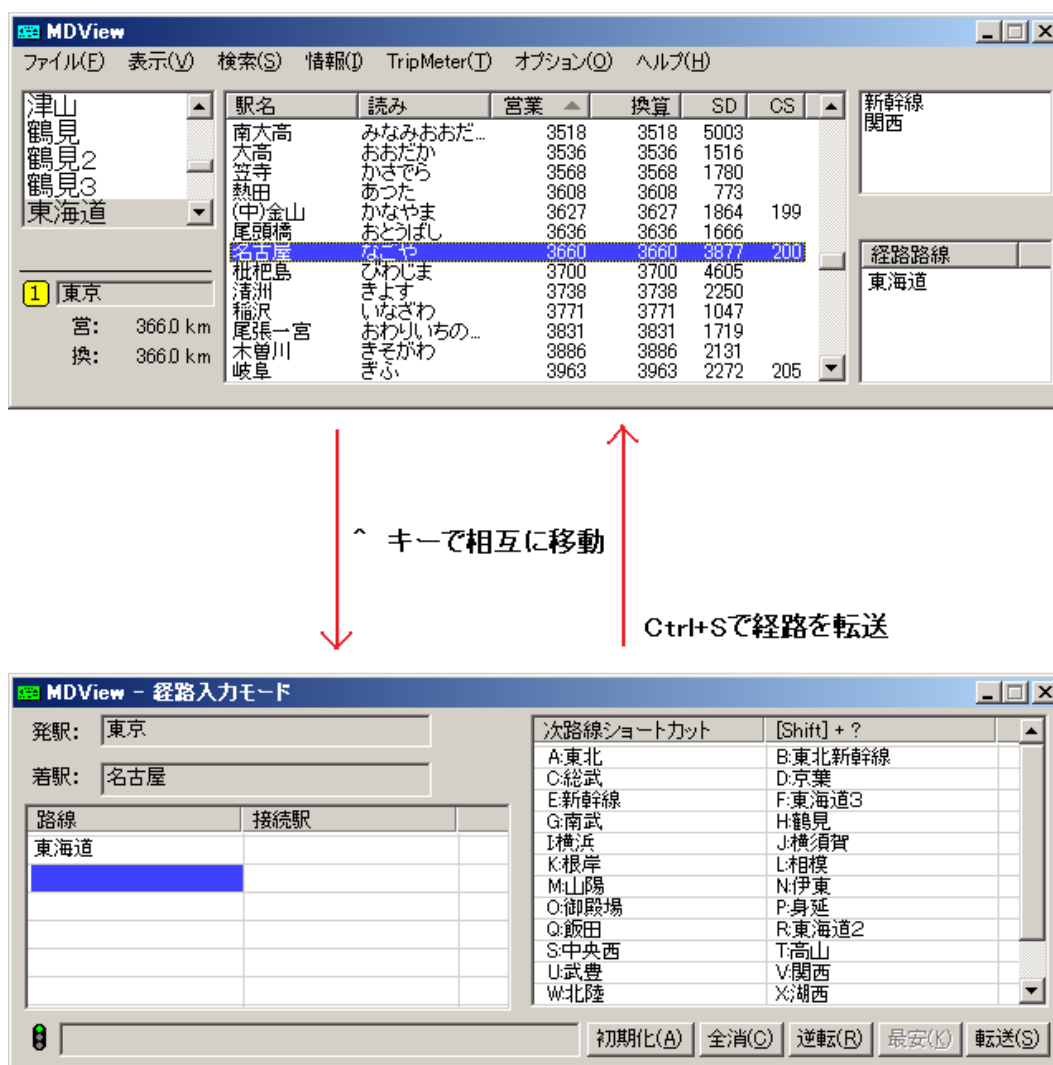 MDView
ファイル(F) 表示(V) 検索(S) 情報(I) TripMeter(T) オプション(O) ヘルプ(H)
津山
鶴見
鶴見2
鶴見3
東海道
1 東京
営: 366.0 km
換: 366.0 km
駅名 読み 営業 換算 SD CS
南大高 みなみおおだ... 3518 3518 5003
大高 おおだか 3536 3536 1516
笠寺 かさでら 3568 3568 1780
熱田 あつた 3608 3608 773
(中)金山 かなやま 3627 3627 1864 199
尾頭橋 おとうばし 3636 3636 1666
名古屋 なごや 3660 3660 3877 200
枇杷島 びわじま 3700 3700 4605
清洲 きよす 3738 3738 2250
稲沢 いなざわ 3771 3771 1047
尾張一宮 おわりいちの... 3831 3831 1719
木曽川 きそがわ 3886 3886 2131
岐阜 ぎふ 3963 3963 2272 205
新幹線
関西
経路路線
東海道
^ キーで相互に移動
Ctrl+Sで経路を転送
MDView - 経路入力モード
発駅: 東京
着駅: 名古屋
路線 接続駅
東海道
次路線ショートカット [Shift] + ?
A:東北 B:東北新幹線
C:総武 D:京葉
E:新幹線 F:東海道3
G:南武 H:鶴見
I:横浜 J:横須賀
K:根岸 L:相模
M:山陽 N:伊東
O:御殿場 P:身延
Q:飯田 R:東海道2
S:中央西 T:高山
U:武豊 V:関西
W:北陸 X:湖西
初期化(A) 全消(C) 逆転(R) 最安(K) 転送(S)